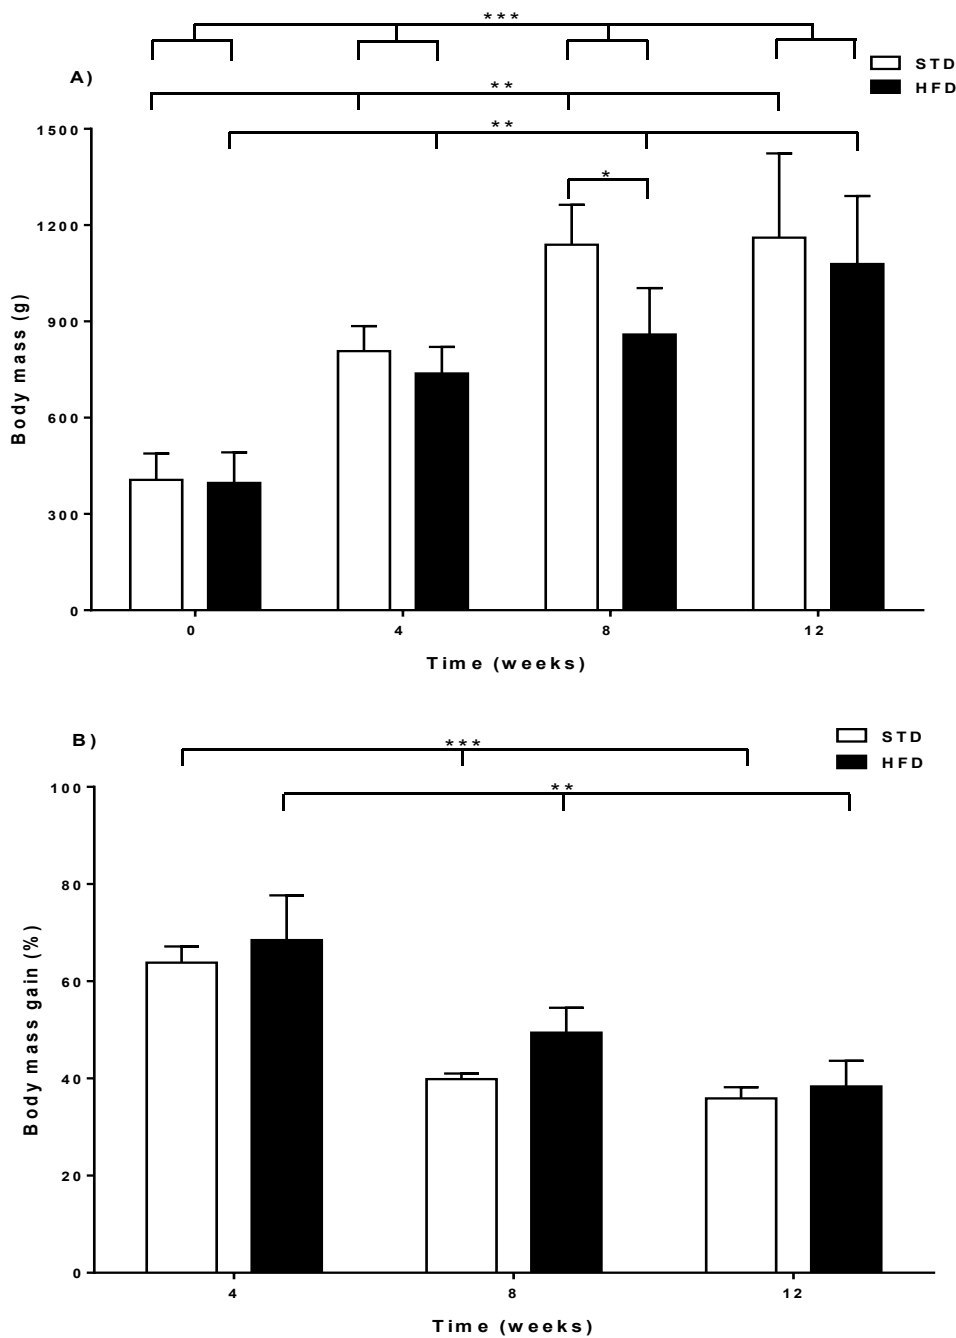 ***
STD
A)
HFD
**
**
*
1500
1200
900
600
300
0
Body mass (g)
0 4 8 12
Time (weeks)
STD
B)
***
HFD
**
100
80
60
40
20
0
Body mass gain (%)
4 8 12
Time (weeks)